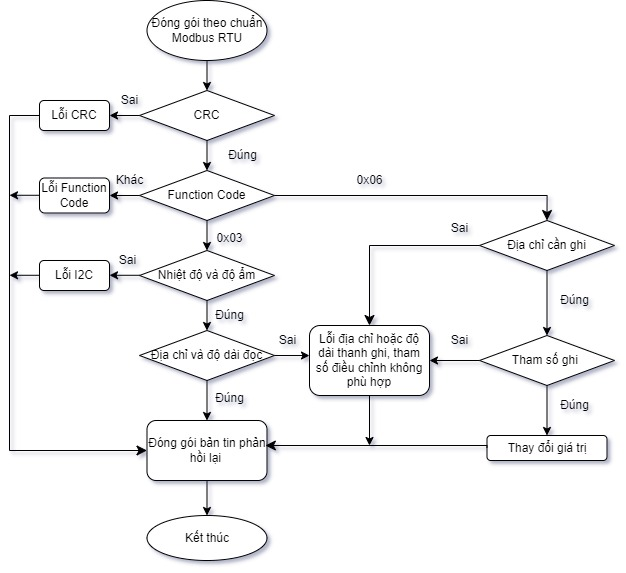 Đóng gói theo chuẩn
Modbus RTU
Sai
Lỗi CRC
CRC
Đúng
Khác
0x06
Lỗi Function
Code
Function Code
0x03
Sai
Địa chỉ cần ghi
Sai
Lỗi I2C
Nhiệt độ và độ ẩm
Đúng
Đúng
Sai
Lỗi địa chỉ hoặc độ
dài thanh ghi, tham
số điều chỉnh không
phù hợp
Sai
Địa chỉ và độ dài đọc
Tham số ghi
Đúng
Đúng
Đóng gói bản tin phản
hồi lại
Thay đổi giá trị
Kết thúc